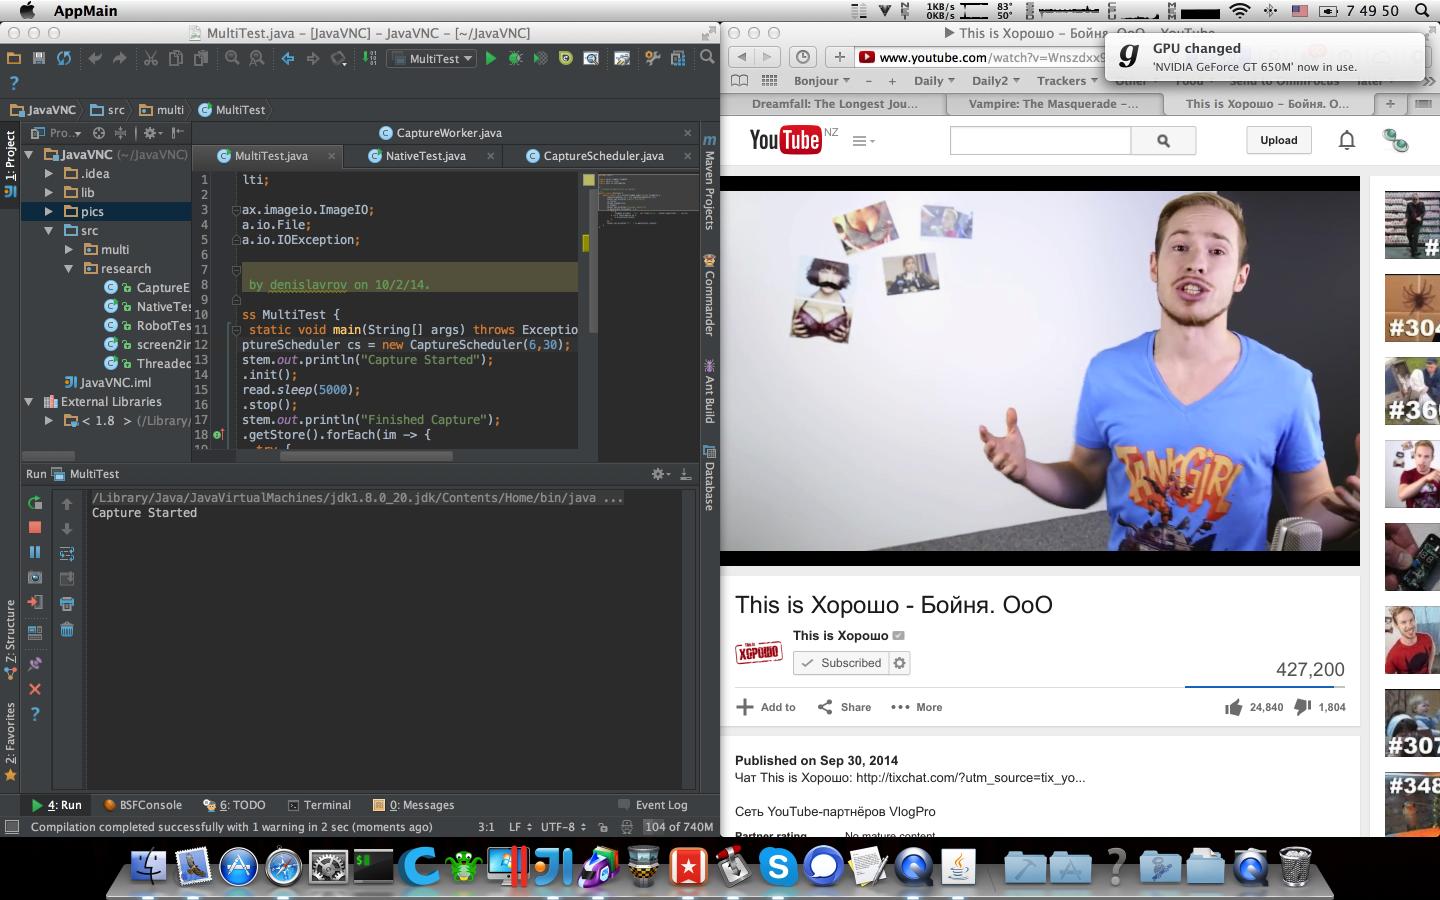 AppMain
1KB/s
0KB/s
83°
50°
7 49 50
MultiTest.java – [JavaVNC] – JavaVNC – [~/JavaVNC]
MultiTest
JavaVNC
src
multi
MultiTest
1: Project
Pro...
CaptureWorker.java
MultiTest.java
NativeTest.java
CaptureScheduler.java
JavaVNC (~/JavaVNC)
.idea
lib
pics
src
multi
research
CaptureE
NativeTe
RobotTes
screen2in
Threaded
JavaVNC.iml
External Libraries
< 1.8 > (/Library/
1 lti;
2
3 ax.imageio.ImageIO;
4 a.io.File;
5 a.io.IOException;
6
7
8 by denislavrov on 10/2/14.
9
10 ss MultiTest {
11 static void main(String[] args) throws Exceptio
12 ptureScheduler cs = new CaptureScheduler(6,30);
13 stem.out.println("Capture Started");
14 .init();
15 read.sleep(5000);
16 .stop();
17 stem.out.println("Finished Capture");
18 .getStore().forEach(im -> {
19 try {
Maven Projects
Commander
Ant Build
Database
Run MultiTest
/Library/Java/JavaVirtualMachines/jdk1.8.0_20.jdk/Contents/Home/bin/java ...
Capture Started
Z: Structure
2: Favorites
4: Run
BSFConsole
6: TODO
Terminal
0: Messages
Event Log
Compilation completed successfully with 1 warning in 2 sec (moments ago)
3:1
LF
UTF-8
104 of 740M
This is Хорошо - Бойня. ОоО — YouTube
www.youtube.com/watch?v=Wnszdxx9
GPU changed
'NVIDIA GeForce GT 650M' now in use.
Bonjour
–
+
Daily
Daily2
Trackers
Other
Food
Send to OmniFocus
later
Dreamfall: The Longest Jou...
Vampire: The Masquerade –...
This is Хорошо - Бойня. О...
YouTube NZ
Upload
TANK GIRL
This is Хорошо - Бойня. ОоО
This is ХОРОШО
This is Хорошо
Subscribed
427,200
Add to
Share
More
24,840
1,804
Published on Sep 30, 2014
Чат This is Хорошо: http://tixchat.com/?utm_source=tix_yo...
Сеть YouTube-партнёров VlogPro
Partner rating
No mature content
#
#304
#366
#307
#348
$